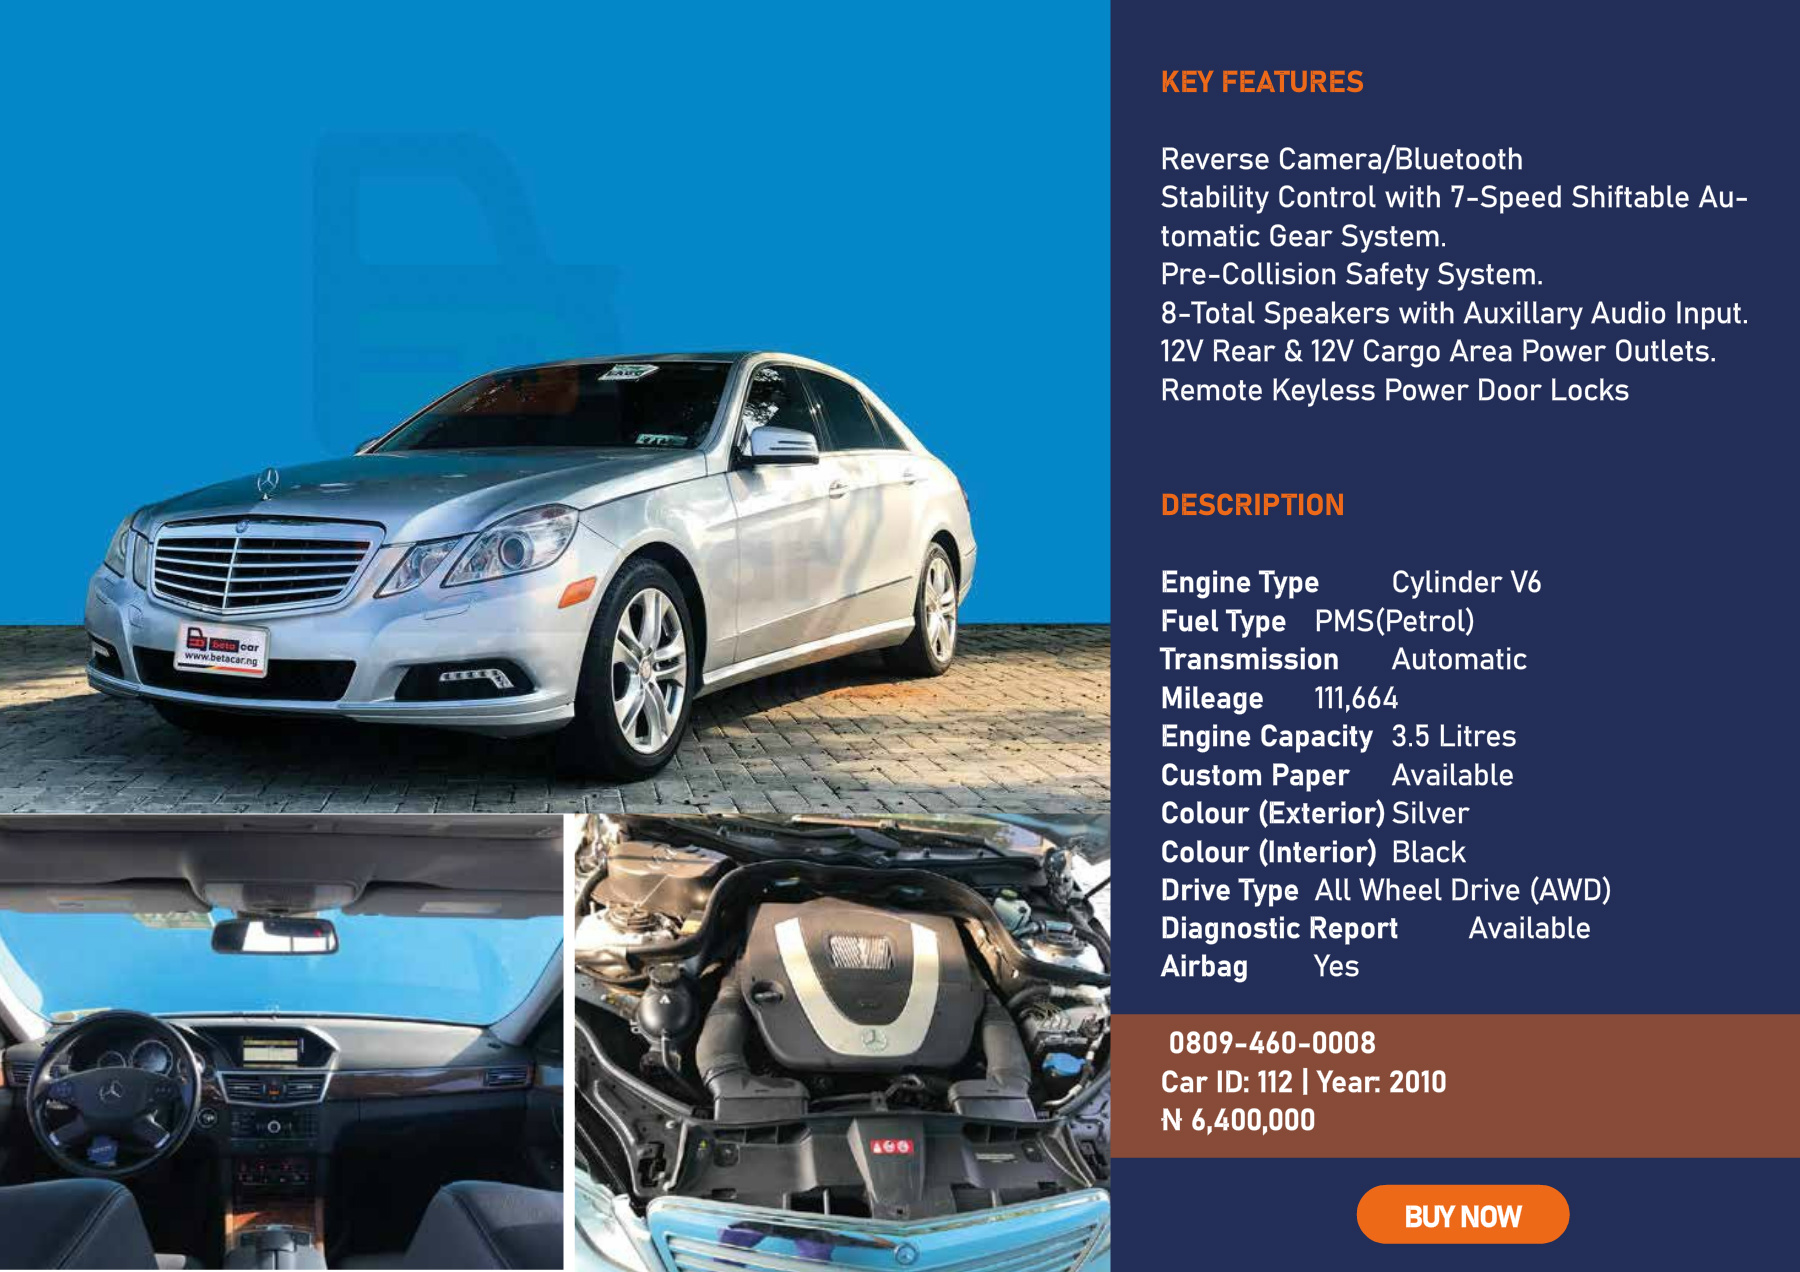 KEY FEATURES
Reverse Camera/Bluetooth
Stability Control with 7-Speed Shiftable Au-
tomatic Gear System.
Pre-Collision Safety System.
8-Total Speakers with Auxillary Audio Input.
12V Rear & 12V Cargo Area Power Outlets.
Remote Keyless Power Door Locks
DESCRIPTION
Engine Type Cylinder V6
Fuel Type PMS(Petrol)
Transmission Automatic
Mileage 111,664
Engine Capacity 3.5 Litres
Custom Paper Available
Colour (Exterior) Silver
Colour (Interior) Black
Drive Type All Wheel Drive (AWD)
Diagnostic Report Available
Airbag Yes
0809-460-0008
Car ID: 112 | Year: 2010
₦ 6,400,000
BUY NOW
beta car
www.betacar.ng